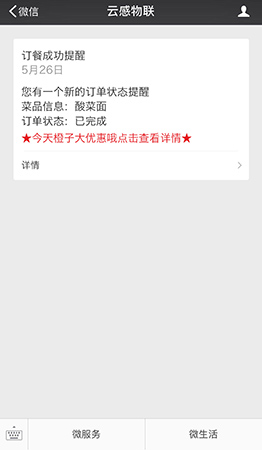 微信
云感物联
订餐成功提醒
5月26日
您有一个新的订单状态提醒
菜品信息：酸菜面
订单状态：已完成
★今天橙子大优惠哦点击查看详情★
详情
微服务
微生活